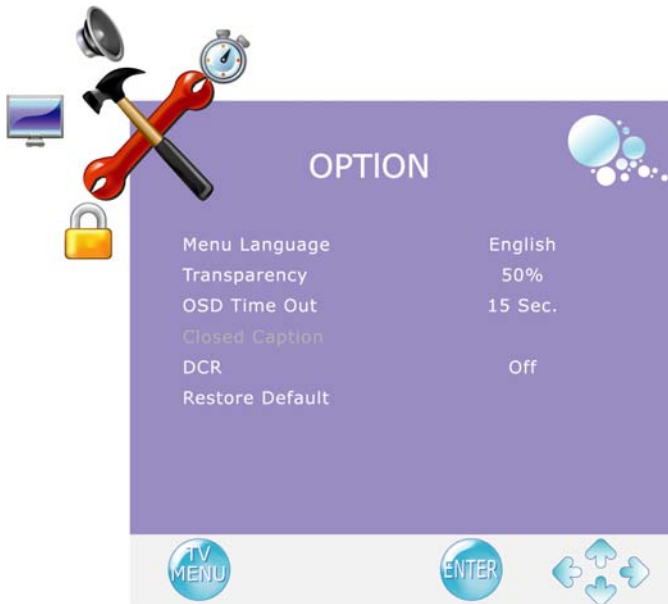 OPTION
Menu Language English
Transparency 50%
OSD Time Out 15 Sec.
Closed Caption
DCR Off
Restore Default
TV
MENU
ENTER